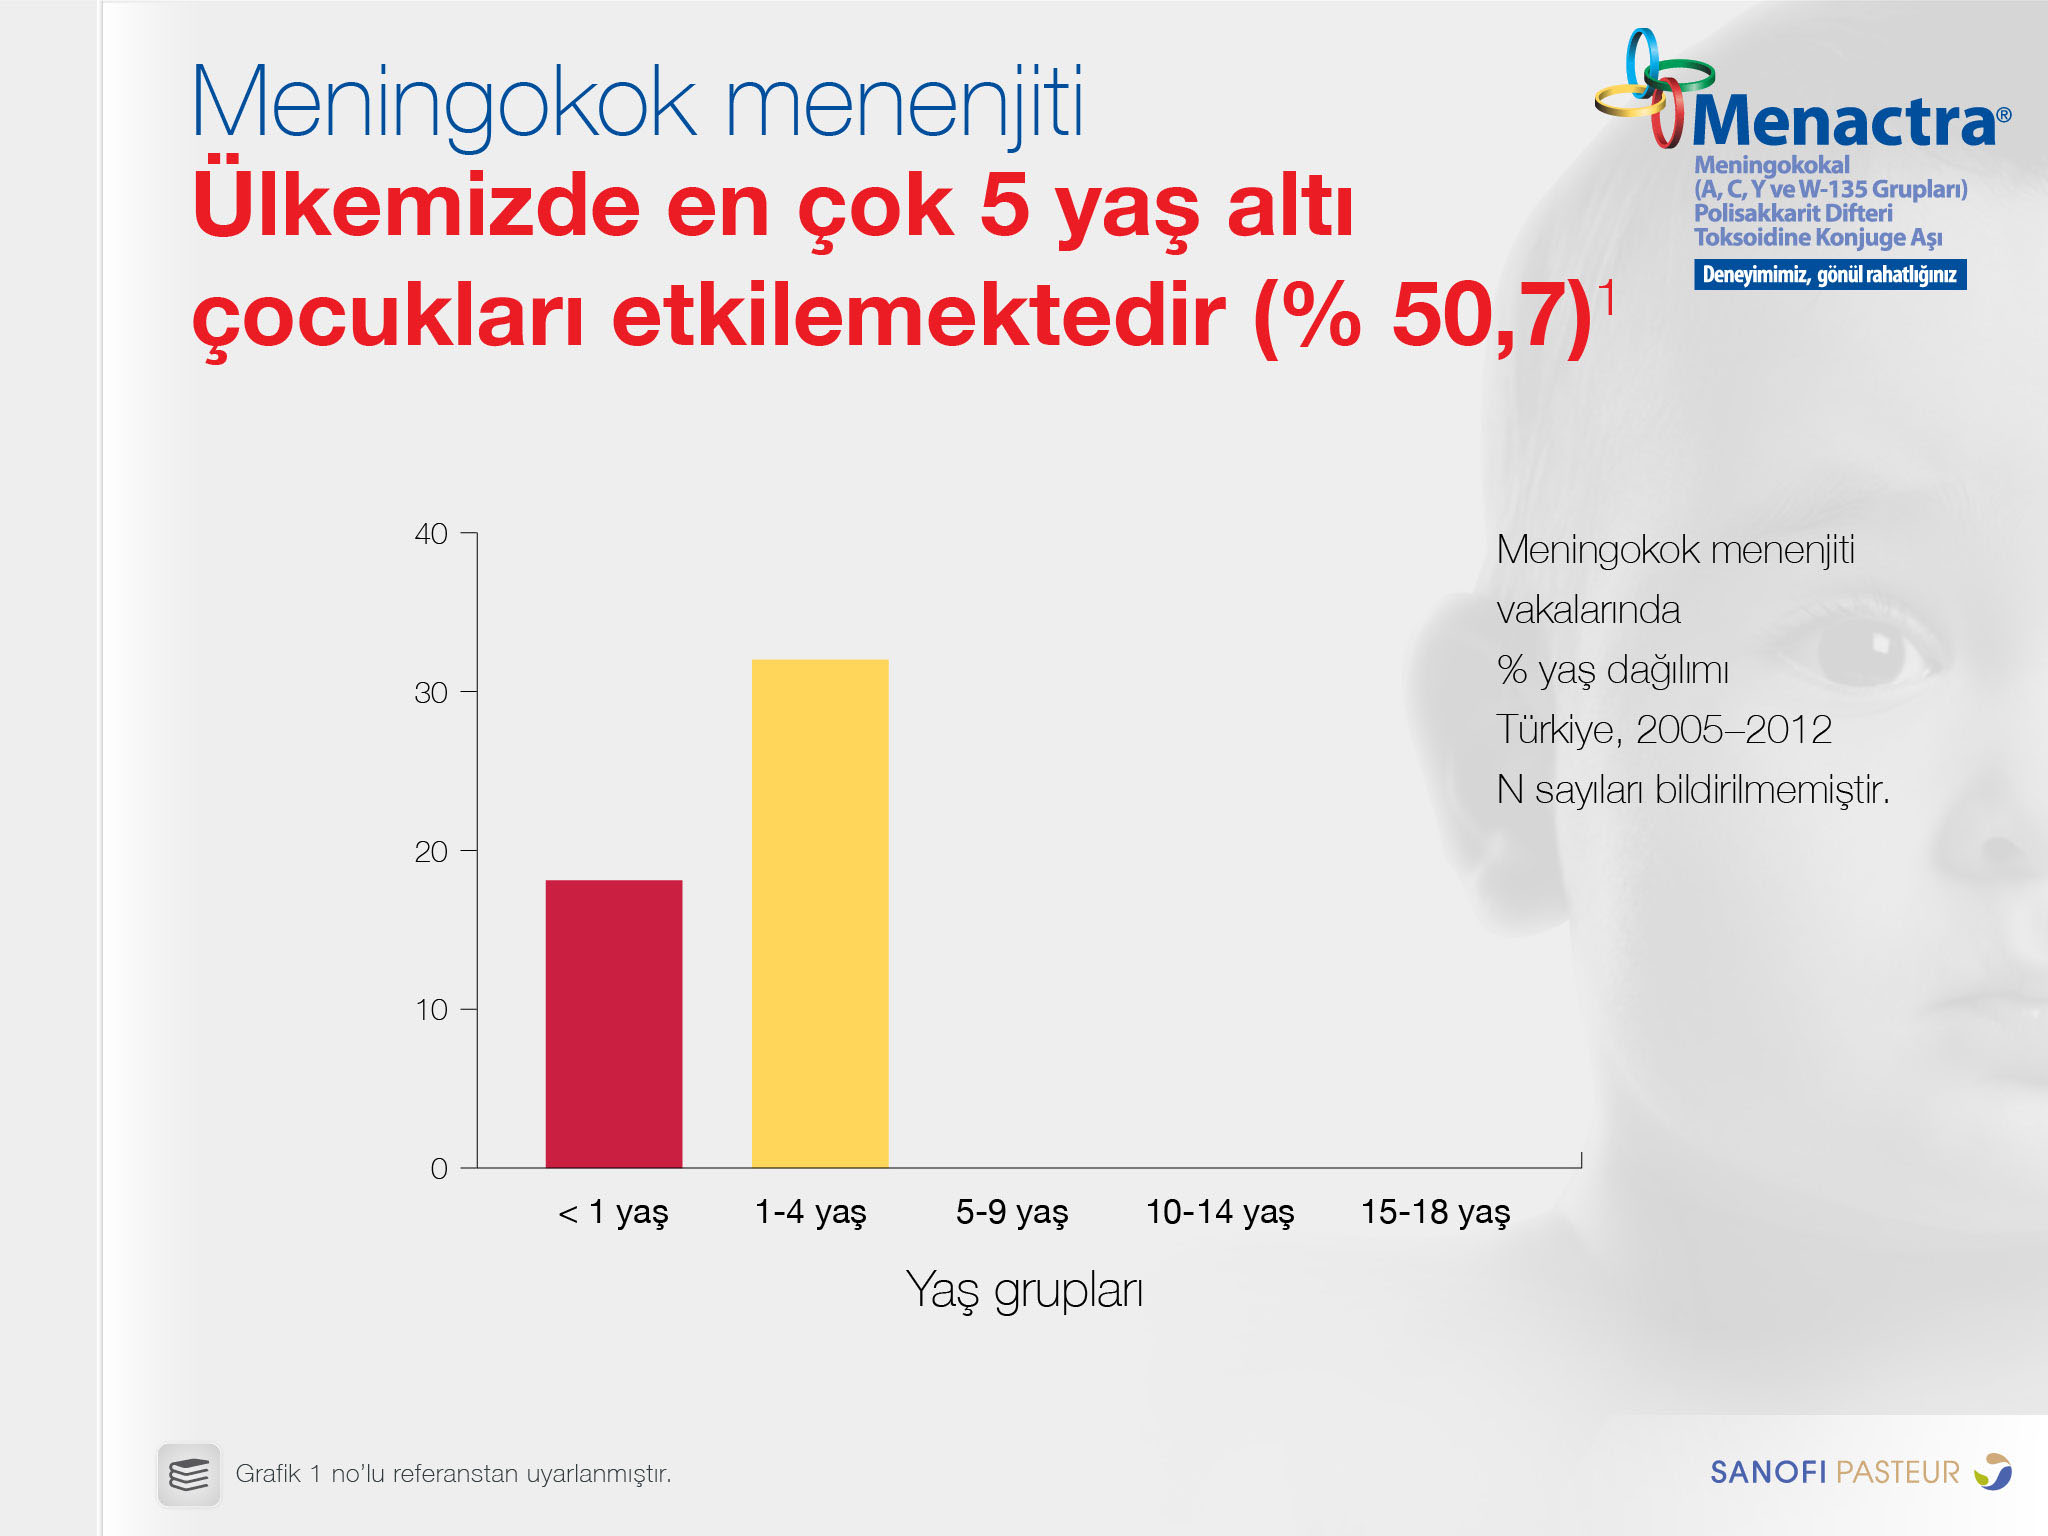 Meningokok menenjiti
Ülkemizde en çok 5 yaş altı
çocukları etkilemektedir (% 50,7)1
Menactra®
Meningokokal
(A, C, Y ve W-135 Grupları)
Polisakkarit Difteri
Toksoidine Konjuge Aşı
Deneyimimiz, gönül rahatlığınız
40
30
20
10
0
< 1 yaş
1-4 yaş
5-9 yaş
10-14 yaş
15-18 yaş
Yaş grupları
Meningokok menenjiti
vakalarında
% yaş dağılımı
Türkiye, 2005–2012
N sayıları bildirilmemiştir.
Grafik 1 no’lu referanstan uyarlanmıştır.
SANOFI PASTEUR